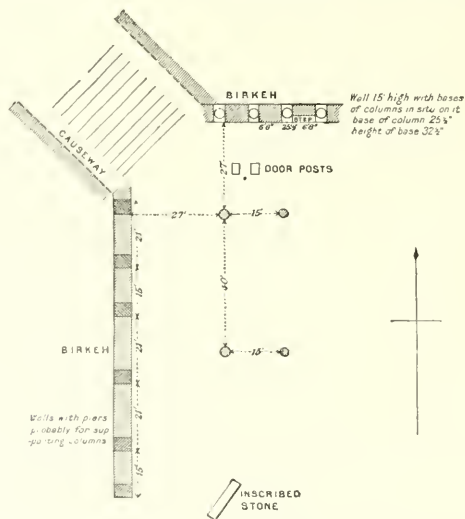 BIRKEH
Wall 15' high with bases
of columns in situ on it
base of column 25½"
height of base 32½"
6'8" 25½" 6'8"
CAUSEWAY
27'
DOOR POSTS
27' 15'
21'
40'
15'
BIRKEH
21'
15'
21'
Walls with piers
probably for sup
porting columns
15'
INSCRIBED
STONE